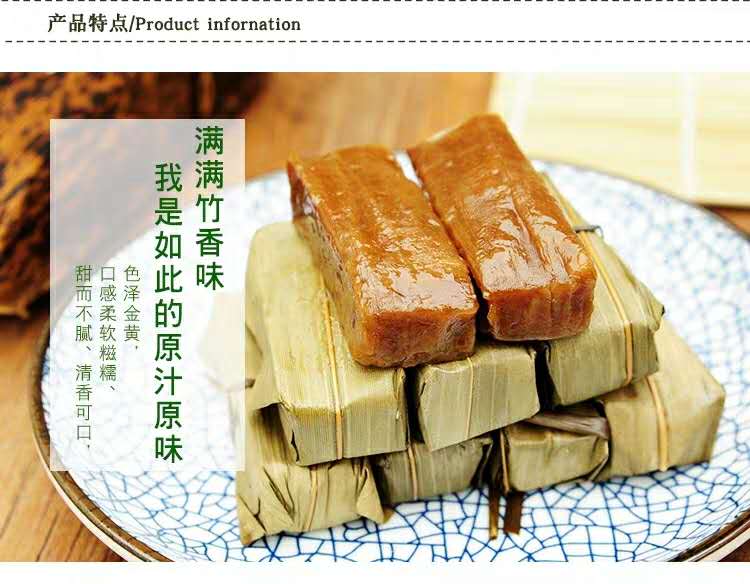 产品特点/Product infornation
满满竹香味
我是如此的原汁原味
色泽金黄，
口感柔软糍糯、
甜而不腻、清香可口，